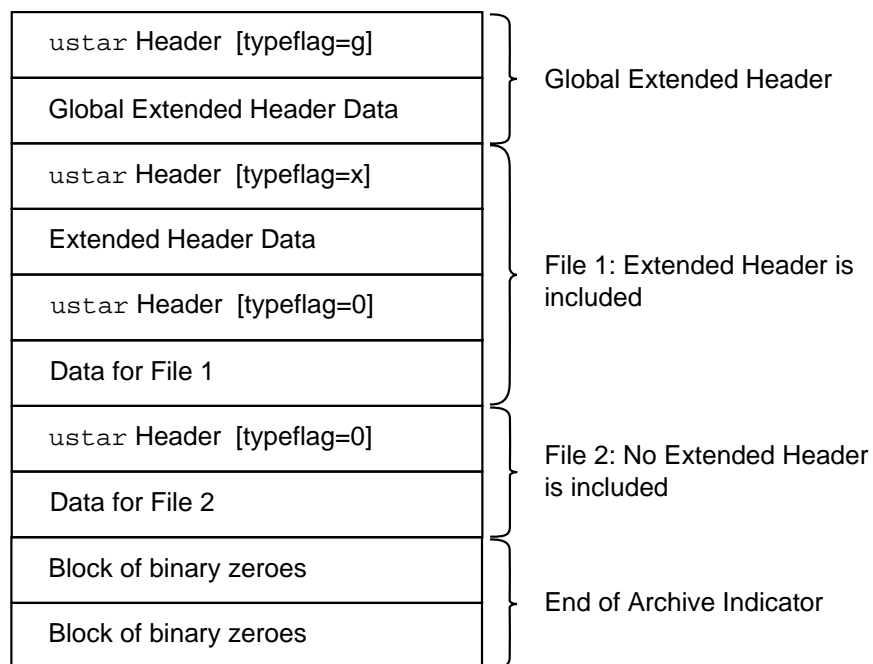 ustar Header [typeflag=g]
Global Extended Header Data
Global Extended Header
ustar Header [typeflag=x]
Extended Header Data
ustar Header [typeflag=0]
Data for File 1
File 1: Extended Header is
included
ustar Header [typeflag=0]
Data for File 2
File 2: No Extended Header
is included
Block of binary zeroes
Block of binary zeroes
End of Archive Indicator